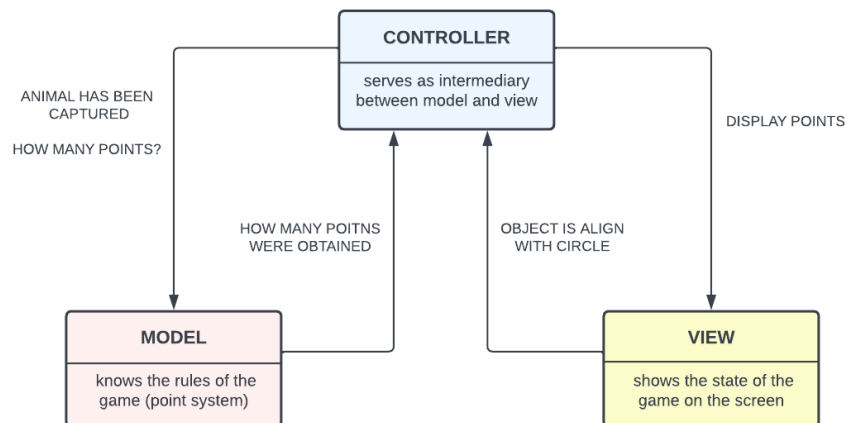 CONTROLLER
serves as intermediary
between model and view
ANIMAL HAS BEEN
CAPTURED
HOW MANY POINTS?
DISPLAY POINTS
HOW MANY POITNS
WERE OBTAINED
OBJECT IS ALIGN
WITH CIRCLE
MODEL
knows the rules of the
game (point system)
VIEW
shows the state of the
game on the screen